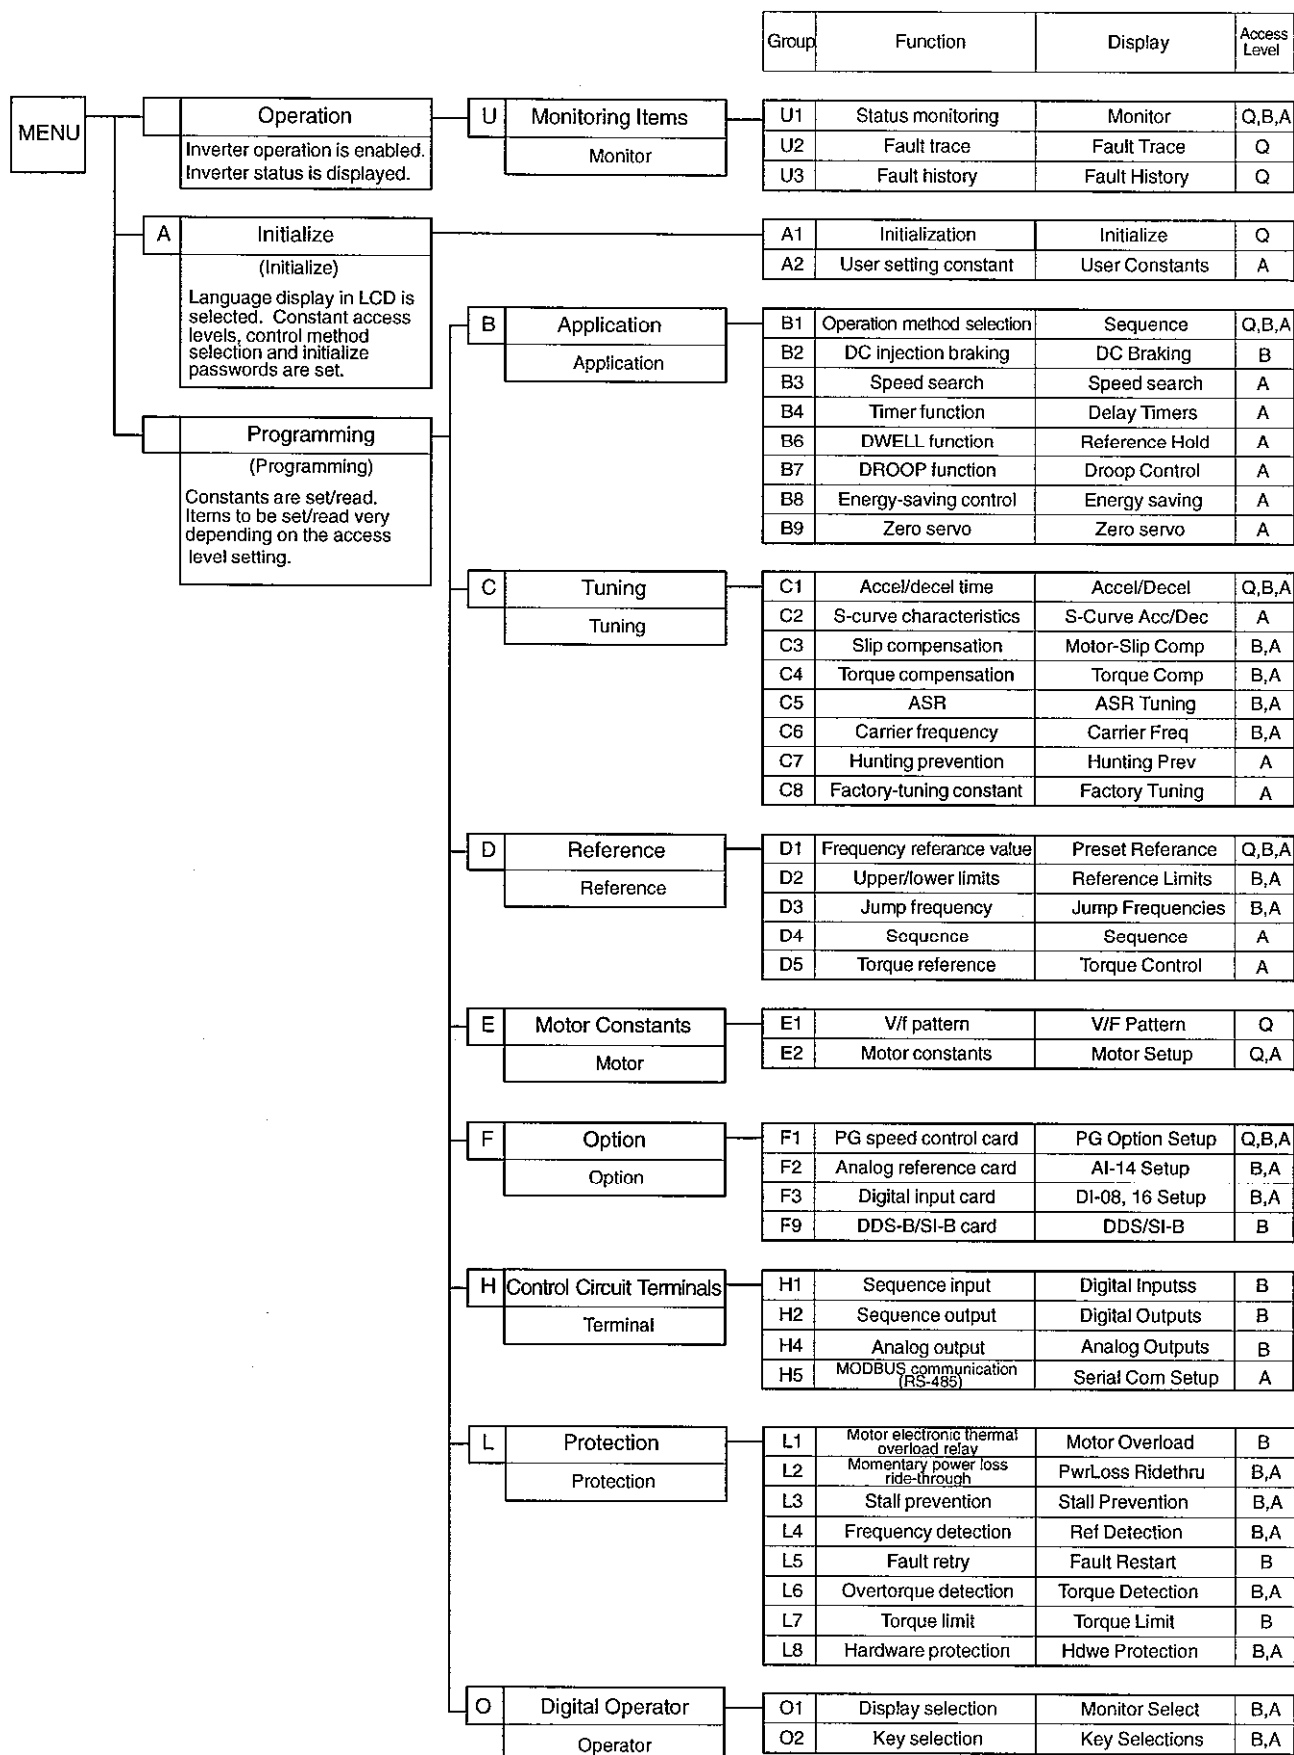 Group Function Display Access Level
MENU
Operation
Inverter operation is enabled.
Inverter status is displayed.
U Monitoring Items
Monitor
U1 Status monitoring Monitor Q,B,A
U2 Fault trace Fault Trace Q
U3 Fault history Fault History Q
A Initialize
(Initialize)
Language display in LCD is
selected. Constant access
levels, control method
selection and initialize
passwords are set.
A1 Initialization Initialize Q
A2 User setting constant User Constants A
Programming
(Programming)
Constants are set/read.
Items to be set/read very
depending on the access
level setting.
B Application
Application
B1 Operation method selection Sequence Q,B,A
B2 DC injection braking DC Braking B
B3 Speed search Speed search A
B4 Timer function Delay Timers A
B6 DWELL function Reference Hold A
B7 DROOP function Droop Control A
B8 Energy-saving control Energy saving A
B9 Zero servo Zero servo A
C Tuning
Tuning
C1 Accel/decel time Accel/Decel Q,B,A
C2 S-curve characteristics S-Curve Acc/Dec A
C3 Slip compensation Motor-Slip Comp B,A
C4 Torque compensation Torque Comp B,A
C5 ASR ASR Tuning B,A
C6 Carrier frequency Carrier Freq B,A
C7 Hunting prevention Hunting Prev A
C8 Factory-tuning constant Factory Tuning A
D Reference
Reference
D1 Frequency referance value Preset Referance Q,B,A
D2 Upper/lower limits Reference Limits B,A
D3 Jump frequency Jump Frequencies B,A
D4 Sequence Sequence A
D5 Torque reference Torque Control A
E Motor Constants
Motor
E1 V/f pattern V/F Pattern Q
E2 Motor constants Motor Setup Q,A
F Option
Option
F1 PG speed control card PG Option Setup Q,B,A
F2 Analog reference card AI-14 Setup B,A
F3 Digital input card DI-08, 16 Setup B,A
F9 DDS-B/SI-B card DDS/SI-B B
H Control Circuit Terminals
Terminal
H1 Sequence input Digital Inputss B
H2 Sequence output Digital Outputs B
H4 Analog output Analog Outputs B
H5 MODBUS communication (RS-485) Serial Com Setup A
L Protection
Protection
L1 Motor electronic thermal overload relay Motor Overload B
L2 Momentary power loss ride-through PwrLoss Ridethru B,A
L3 Stall prevention Stall Prevention B,A
L4 Frequency detection Ref Detection B,A
L5 Fault retry Fault Restart B
L6 Overtorque detection Torque Detection B,A
L7 Torque limit Torque Limit B
L8 Hardware protection Hdwe Protection B,A
O Digital Operator
Operator
O1 Display selection Monitor Select B,A
O2 Key selection Key Selections B,A